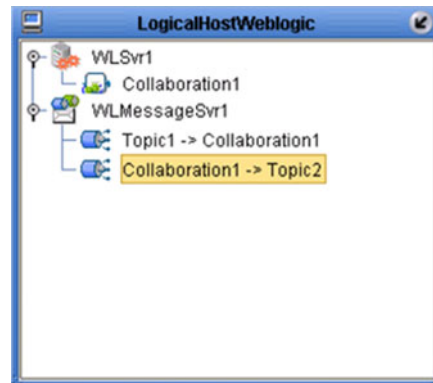 LogicalHostWeblogic
WLSvr1
Collaboration1
WLMessageSvr1
Topic1 -> Collaboration1
Collaboration1 -> Topic2